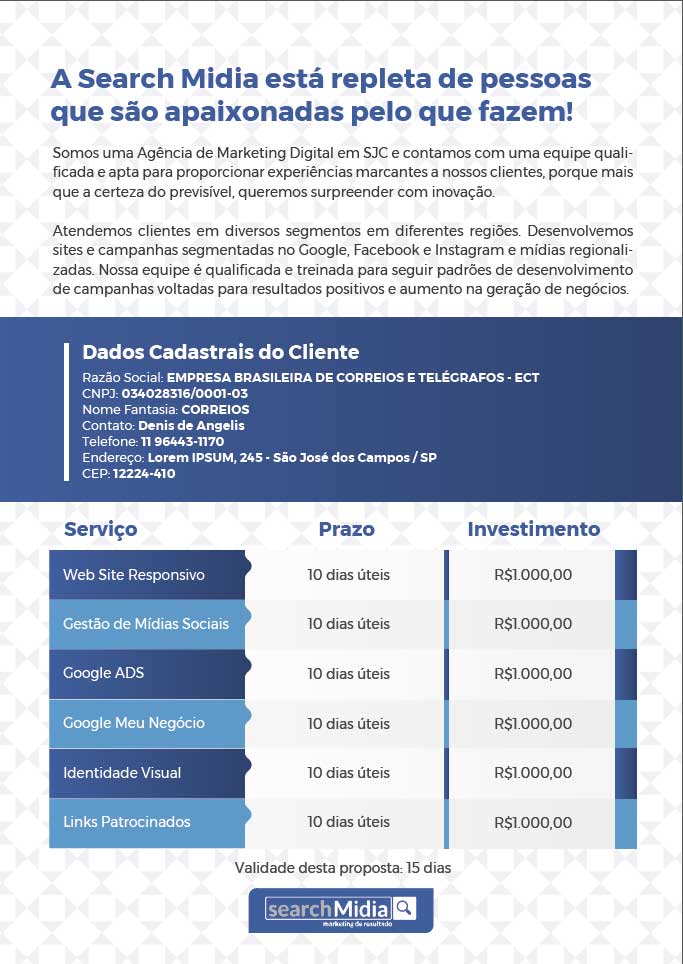 A Search Midia está repleta de pessoas
que são apaixonadas pelo que fazem!
Somos uma Agência de Marketing Digital em SJC e contamos com uma equipe quali-
ficada e apta para proporcionar experiências marcantes a nossos clientes, porque mais
que a certeza do previsível, queremos surpreender com inovação.
Atendemos clientes em diversos segmentos em diferentes regiões. Desenvolvemos
sites e campanhas segmentadas no Google, Facebook e Instagram e mídias regionali-
zadas. Nossa equipe é qualificada e treinada para seguir padrões de desenvolvimento
de campanhas voltadas para resultados positivos e aumento na geração de negócios.
Dados Cadastrais do Cliente
Razão Social: EMPRESA BRASILEIRA DE CORREIOS E TELÉGRAFOS - ECT
CNPJ: 034028316/0001-03
Nome Fantasia: CORREIOS
Contato: Denis de Angelis
Telefone: 11 96443-1170
Endereço: Lorem IPSUM, 245 - São José dos Campos / SP
CEP: 12224-410
Serviço Prazo Investimento
Web Site Responsivo 10 dias úteis R$1.000,00
Gestão de Mídias Sociais 10 dias úteis R$1.000,00
Google ADS 10 dias úteis R$1.000,00
Google Meu Negócio 10 dias úteis R$1.000,00
Identidade Visual 10 dias úteis R$1.000,00
Links Patrocinados 10 dias úteis R$1.000,00
Validade desta proposta: 15 dias
searchMidia
marketing de resultado